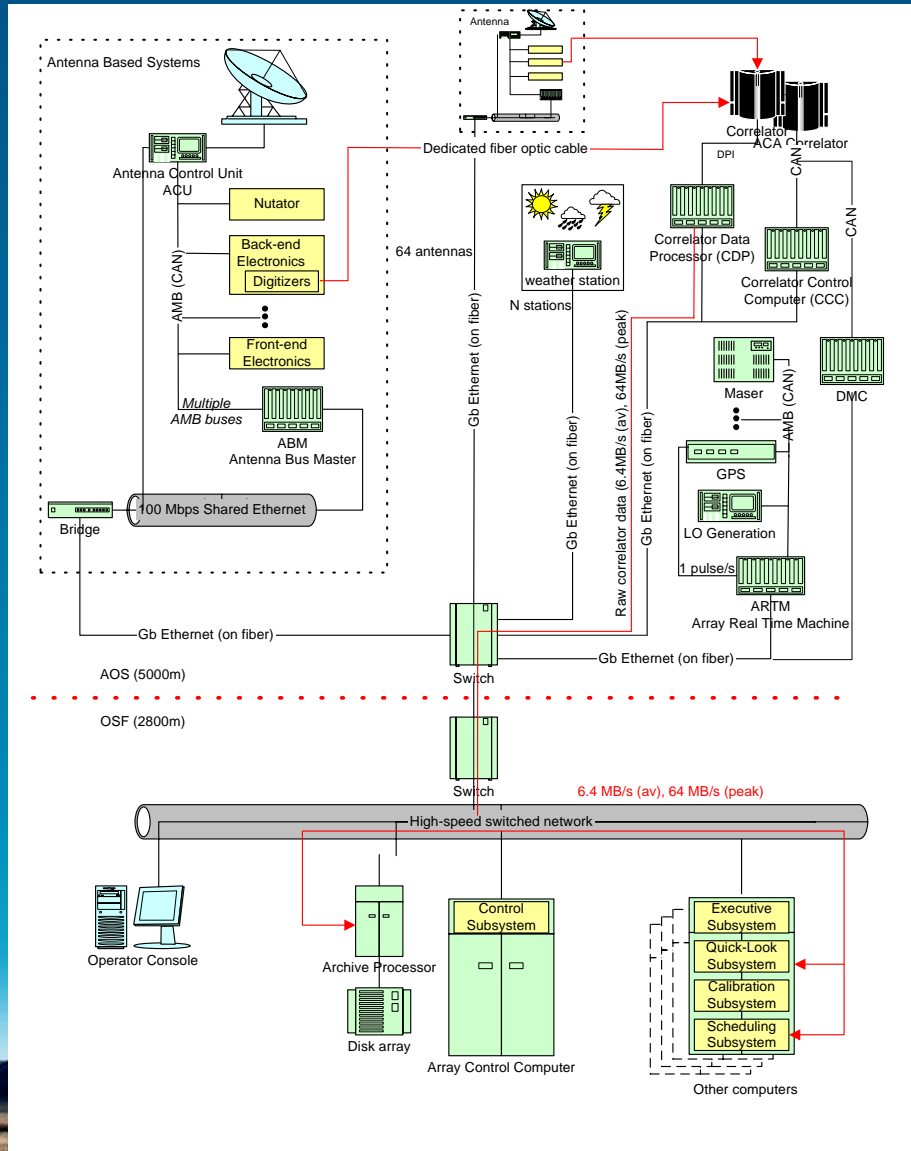 Antenna
Antenna Based Systems
Correlator
ACA Correlator
Dedicated fiber optic cable
DPI
CAN
CAN
Antenna Control Unit
ACU
Nutator
Back-end
Electronics
Digitizers
AMB (CAN)
Front-end
Electronics
Multiple
AMB buses
ABM
Antenna Bus Master
100 Mbps Shared Ethernet
Bridge
64 antennas
Gb Ethernet (on fiber)
weather station
N stations
Gb Ethernet (on fiber)
Correlator Data
Processor (CDP)
Correlator Control
Computer (CCC)
Raw correlator data (6.4MB/s (av), 64MB/s (peak)
Gb Ethernet (on fiber)
Maser
AMB (CAN)
DMC
GPS
LO Generation
1 pulse/s
ARTM
Array Real Time Machine
Gb Ethernet (on fiber)
Gb Ethernet (on fiber)
Switch
AOS (5000m)
OSF (2800m)
Switch
6.4 MB/s (av), 64 MB/s (peak)
High-speed switched network
Operator Console
Archive Processor
Disk array
Control
Subsystem
Array Control Computer
Executive
Subsystem
Quick-Look
Subsystem
Calibration
Subsystem
Scheduling
Subsystem
Other computers